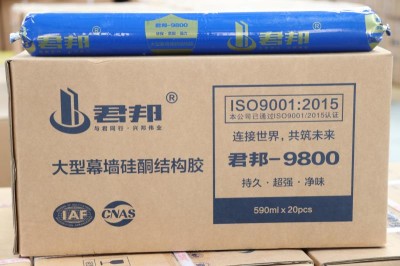 君邦®
君邦-9800
君邦®
与君同行·兴邦伟业
大型幕墙硅酮结构胶
IAF
CNAS
ISO9001:2015
本公司已通过ISO9001/2015认证
连接世界，共筑未来
君邦-9800
持久·超强·净味
590ml x 20pcs